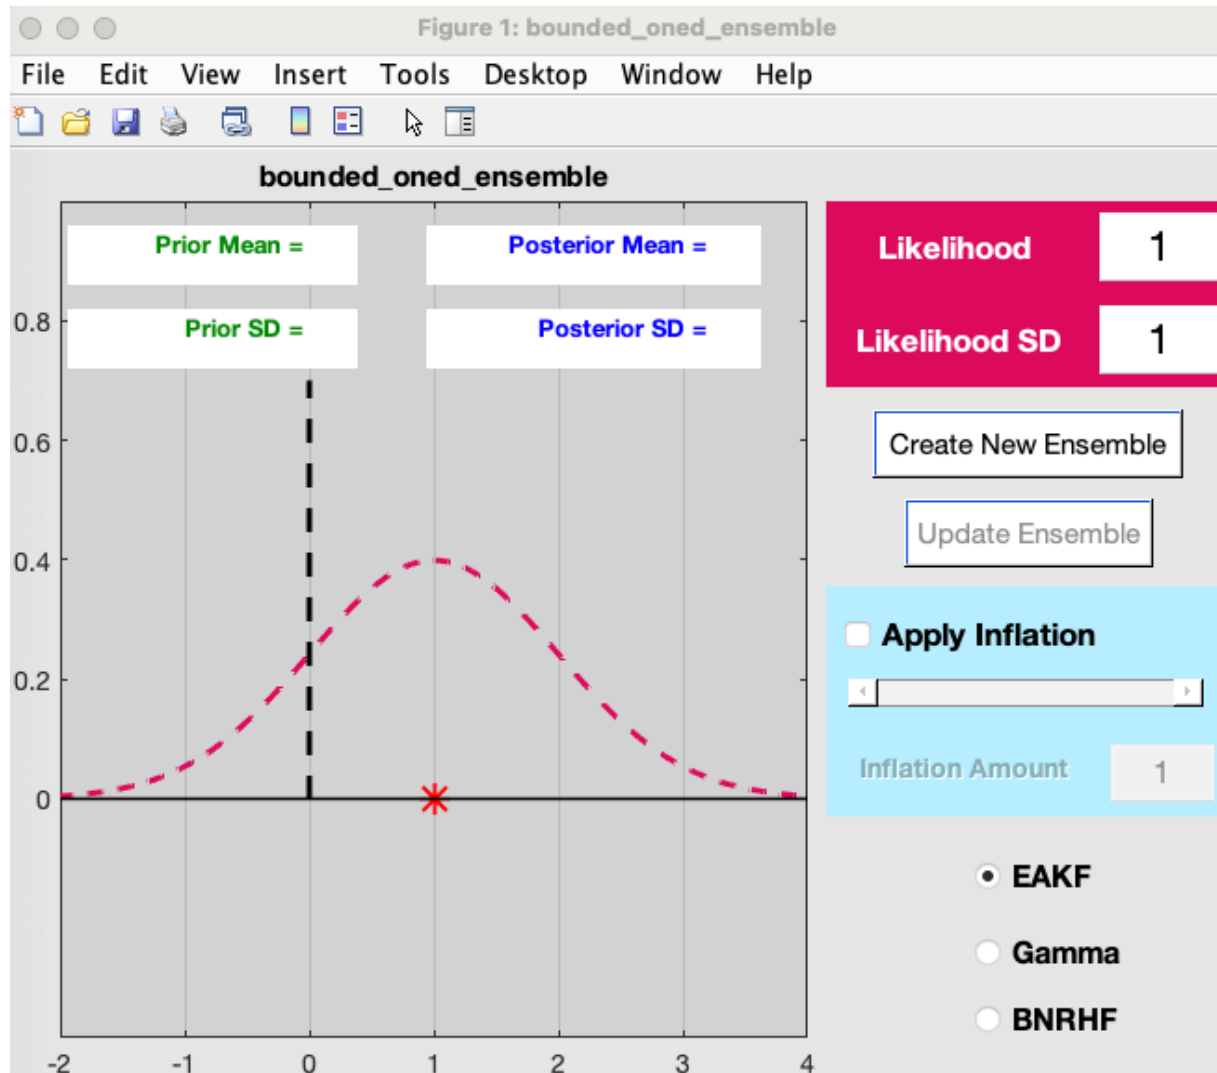 Figure 1: bounded_oned_ensemble
File Edit View Insert Tools Desktop Window Help
bounded_oned_ensemble
Prior Mean =
Posterior Mean =
Prior SD =
Posterior SD =
0.8
0.6
0.4
0.2
0
-2 -1 0 1 2 3 4
Likelihood 1
Likelihood SD 1
Create New Ensemble
Update Ensemble
Apply Inflation
Inflation Amount 1
EAKF
Gamma
BNRHF